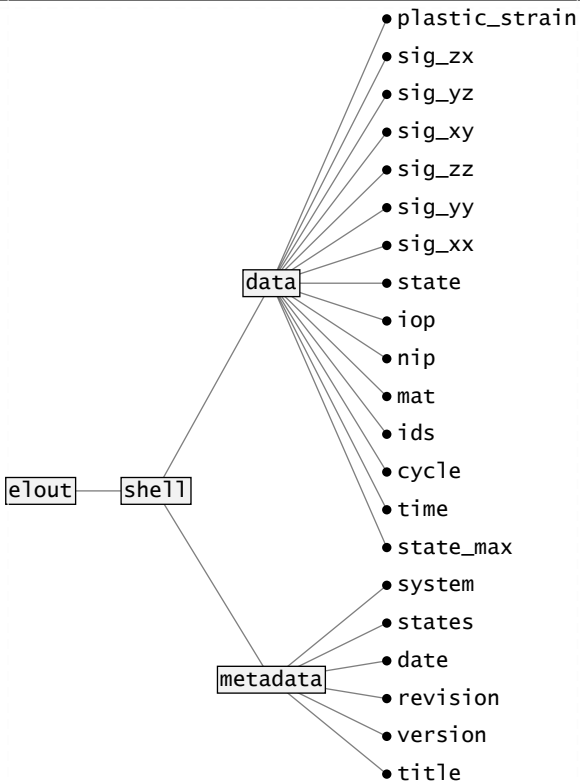 plastic_strain
sig_zx
sig_yz
sig_xy
sig_zz
sig_yy
sig_xx
data
state
iop
nip
mat
ids
cycle
elout
shell
time
state_max
system
states
date
metadata
revision
version
title